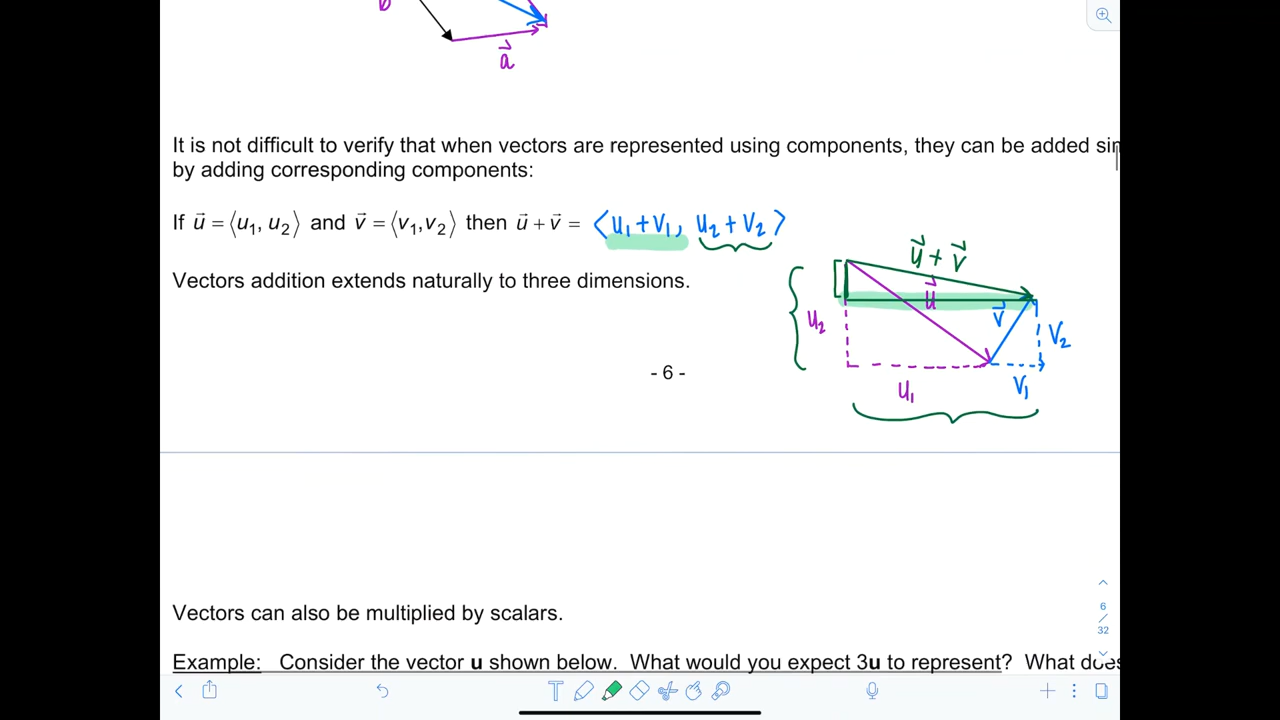 b
a⃗
It is not difficult to verify that when vectors are represented using components, they can be added
by adding corresponding components:
If u⃗ = ⟨u₁, u₂⟩ and v⃗ = ⟨v₁,v₂⟩ then u⃗ + v⃗ = ⟨u₁+v₁, u₂+v₂⟩
u⃗ + v⃗
Vectors addition extends naturally to three dimensions.
u⃗
u₂
v⃗
v₂
- 6 -
u₁
v₁
Vectors can also be multiplied by scalars.
6
/
32
Example: Consider the vector u shown below. What would you expect 3u to represent? What does
T